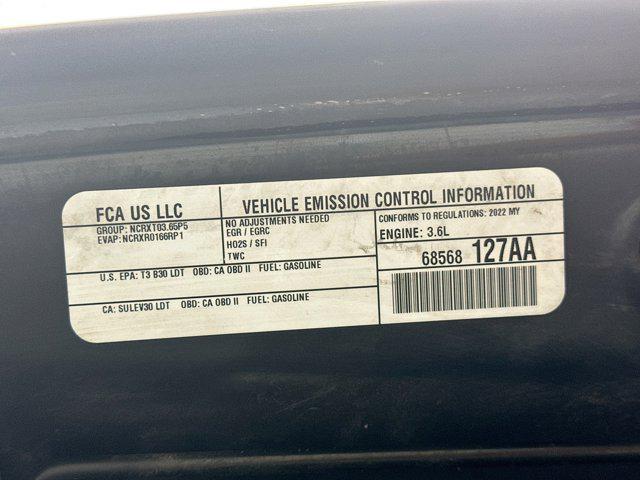 FCA US LLC
GROUP: NCRXT03.65P5
EVAP: NCRXR0166RP1
VEHICLE EMISSION CONTROL INFORMATION
NO ADJUSTMENTS NEEDED
EGR / EGRC
HO2S / SFI
TWC
CONFORMS TO REGULATIONS: 2022 MY
ENGINE: 3.6L
68568 127AA
U.S. EPA: T3 B30 LDT OBD: CA OBD II FUEL: GASOLINE
CA: SULEV30 LDT OBD: CA OBD II FUEL: GASOLINE